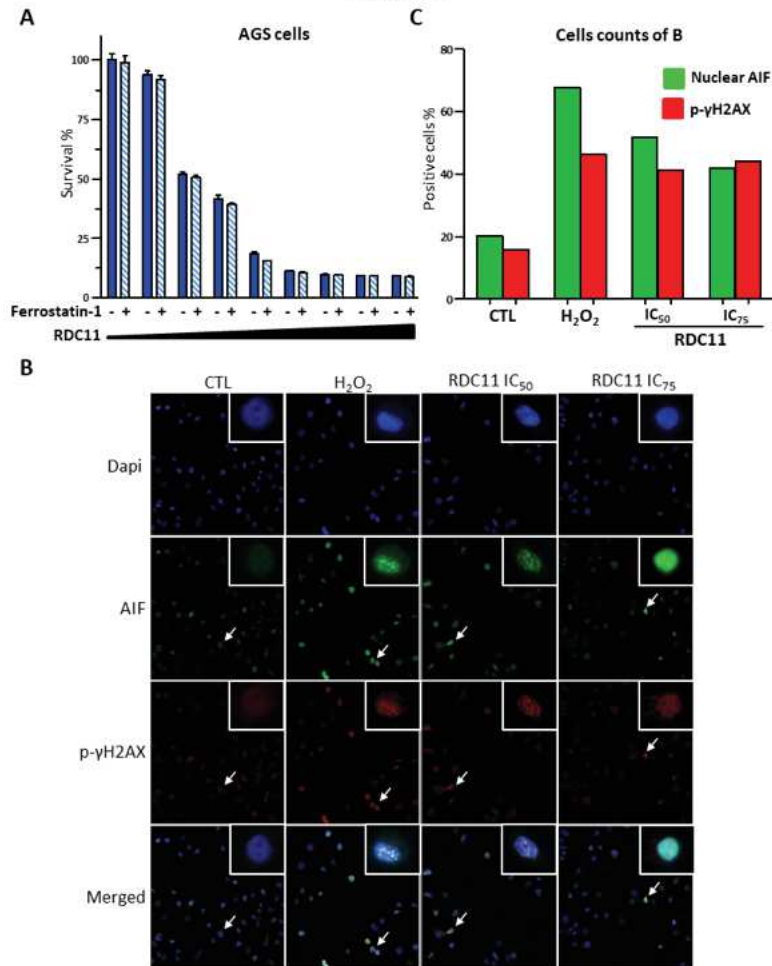 A
AGS cells
Survival %
100
75
50
25
0
Ferrostatin-1 - + - + - + - + - + - + - + - + - +
RDC11
C
Cells counts of B
Positive cells %
80
60
40
20
0
Nuclear AIF
p-γH2AX
CTL
H₂O₂
IC₅₀
IC₇₅
RDC11
B
CTL
H₂O₂
RDC11 IC₅₀
RDC11 IC₇₅
Dapi
AIF
p-γH2AX
Merged